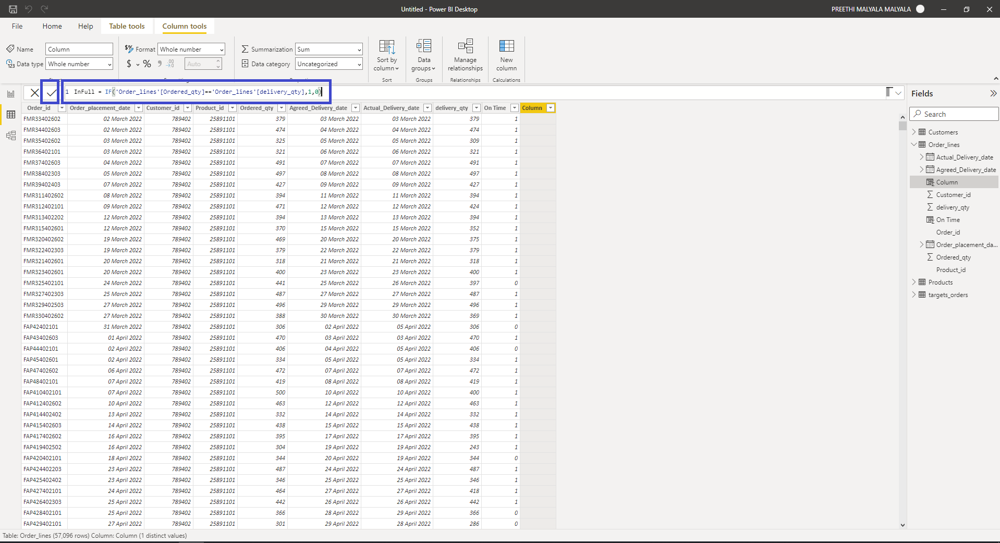 Untitled - Power BI Desktop
PREETHI MALYALA MALYALA
File Home Help Table tools Column tools
Name Column
Data type Whole number
$% Format Whole number
$ % 9 .00 Auto
Summarization Sum
Data category Uncategorized
Sort by column
Data groups
Manage relationships
New column
Sort Groups Relationships Calculations
1 InFull = IF('Order_lines'[Ordered_qty]=='Order_lines'[delivery_qty],1,0)
Order_id Order_placement_date Customer_id Product_id Ordered_qty Agreed_Delivery_date Actual_Delivery_date delivery_qty On Time Column
FMR33402602 02 March 2022 789402 25891101 379 03 March 2022 03 March 2022 379 1
FMR34402603 02 March 2022 789402 25891101 474 04 March 2022 04 March 2022 474 1
FMR35402602 03 March 2022 789402 25891101 325 05 March 2022 05 March 2022 309 1
FMR36402101 03 March 2022 789402 25891101 321 06 March 2022 06 March 2022 321 1
FMR37402603 04 March 2022 789402 25891101 491 07 March 2022 07 March 2022 491 1
FMR38402303 05 March 2022 789402 25891101 497 08 March 2022 08 March 2022 497 1
FMR39402403 07 March 2022 789402 25891101 427 09 March 2022 09 March 2022 427 1
FMR311402602 08 March 2022 789402 25891101 394 11 March 2022 11 March 2022 394 1
FMR312402101 09 March 2022 789402 25891101 471 12 March 2022 12 March 2022 424 1
FMR313402202 12 March 2022 789402 25891101 394 13 March 2022 13 March 2022 394 1
FMR315402601 12 March 2022 789402 25891101 370 15 March 2022 15 March 2022 352 1
FMR320402602 19 March 2022 789402 25891101 469 20 March 2022 20 March 2022 375 1
FMR322402303 19 March 2022 789402 25891101 379 22 March 2022 22 March 2022 379 1
FMR321402601 20 March 2022 789402 25891101 318 21 March 2022 21 March 2022 318 1
FMR323402601 20 March 2022 789402 25891101 400 23 March 2022 23 March 2022 400 1
FMR325402101 24 March 2022 789402 25891101 441 25 March 2022 26 March 2022 397 0
FMR327402303 25 March 2022 789402 25891101 487 27 March 2022 27 March 2022 487 1
FMR329402503 27 March 2022 789402 25891101 496 29 March 2022 29 March 2022 496 1
FMR330402602 27 March 2022 789402 25891101 388 30 March 2022 30 March 2022 369 1
FAP42402101 31 March 2022 789402 25891101 306 02 April 2022 05 April 2022 306 0
FAP43402603 01 April 2022 789402 25891101 470 03 April 2022 03 April 2022 470 1
FAP44402101 02 April 2022 789402 25891101 406 04 April 2022 05 April 2022 406 0
FAP45402601 02 April 2022 789402 25891101 334 05 April 2022 05 April 2022 334 1
FAP47402602 06 April 2022 789402 25891101 472 07 April 2022 07 April 2022 472 1
FAP48402101 07 April 2022 789402 25891101 419 08 April 2022 08 April 2022 419 1
FAP410402101 07 April 2022 789402 25891101 500 10 April 2022 10 April 2022 400 1
FAP412402602 10 April 2022 789402 25891101 463 12 April 2022 12 April 2022 463 1
FAP414402402 13 April 2022 789402 25891101 332 14 April 2022 14 April 2022 332 1
FAP415402603 14 April 2022 789402 25891101 438 15 April 2022 15 April 2022 438 1
FAP417402602 16 April 2022 789402 25891101 395 17 April 2022 17 April 2022 395 1
FAP419402502 16 April 2022 789402 25891101 304 19 April 2022 19 April 2022 243 1
FAP420402101 18 April 2022 789402 25891101 344 20 April 2022 19 April 2022 344 0
FAP424402203 23 April 2022 789402 25891101 487 24 April 2022 24 April 2022 487 1
FAP425402402 23 April 2022 789402 25891101 346 25 April 2022 25 April 2022 346 1
FAP427402101 24 April 2022 789402 25891101 464 27 April 2022 27 April 2022 418 1
FAP426402303 25 April 2022 789402 25891101 442 26 April 2022 26 April 2022 442 1
FAP428402101 25 April 2022 789402 25891101 366 28 April 2022 29 April 2022 366 0
FAP429402101 27 April 2022 789402 25891101 301 29 April 2022 28 April 2022 286 0
Fields
Search
Customers
Order_lines
Actual_Delivery_date
Agreed_Delivery_date
Column
Customer_id
delivery_qty
On Time
Order_id
Order_placement_da...
Ordered_qty
Product_id
Products
targets_orders
Table: Order_lines (57,096 rows) Column: Column (1 distinct values)